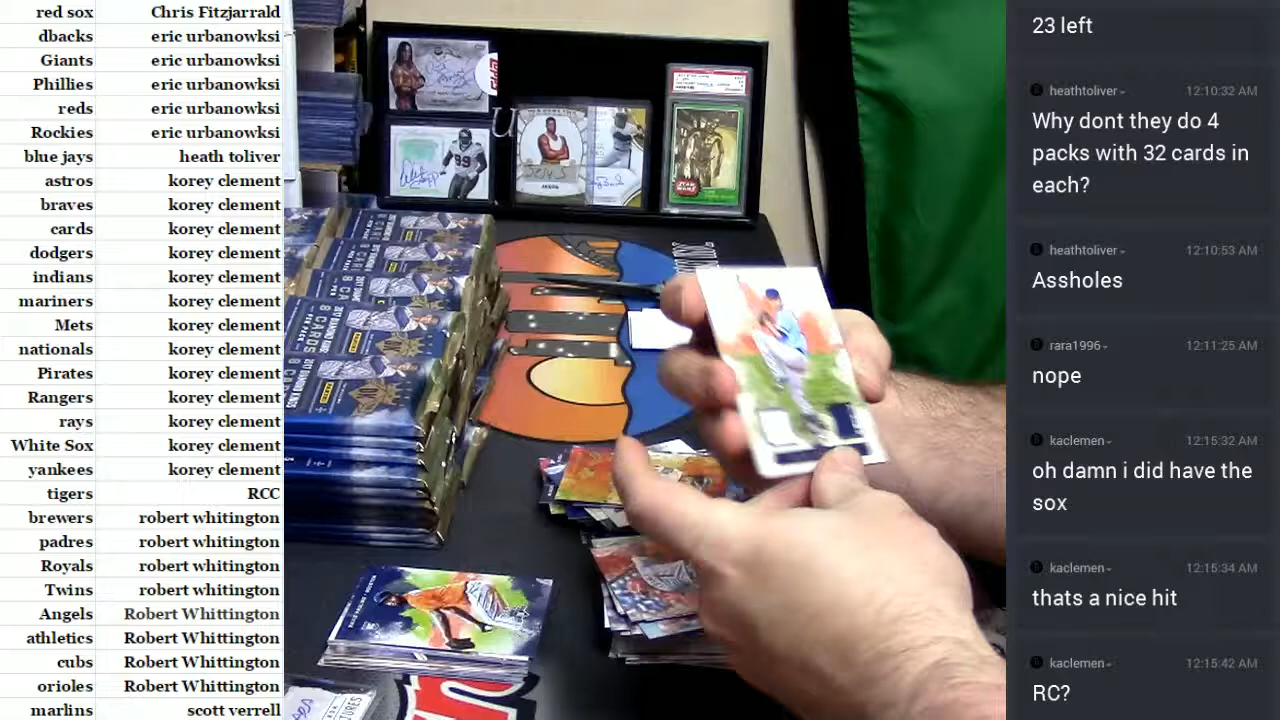 red sox Chris Fitzjarrald
dbacks eric urbanowksi
Giants eric urbanowksi
Phillies eric urbanowksi
reds eric urbanowksi
Rockies eric urbanowksi
blue jays heath toliver
astros korey clement
braves korey clement
cards korey clement
dodgers korey clement
indians korey clement
mariners korey clement
Mets korey clement
nationals korey clement
Pirates korey clement
Rangers korey clement
rays korey clement
White Sox korey clement
yankees korey clement
tigers RCC
brewers robert whitington
padres robert whitington
Royals robert whitington
Twins robert whitington
Angels Robert Whittington
athletics Robert Whittington
cubs Robert Whittington
orioles Robert Whittington
marlins scott verrell
STAR WARS
99
8 CARDS
23 left
heathtoliver 12:10:32 AM
Why dont they do 4
packs with 32 cards in
each?
heathtoliver 12:10:53 AM
Assholes
rara1996 12:11:25 AM
nope
kaclemen 12:15:32 AM
oh damn i did have the
sox
kaclemen 12:15:34 AM
thats a nice hit
kaclemen 12:15:42 AM
RC?